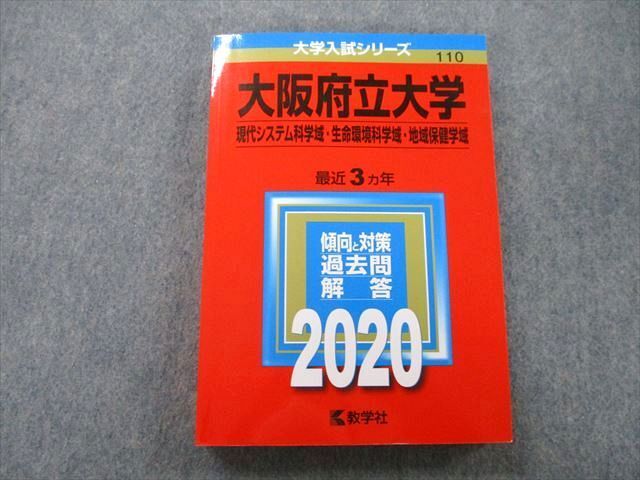 大学入試シリーズ
110
大阪府立大学
現代システム科学域・生命環境科学域・地域保健学域
最近3ヵ年
傾向と対策
過去問
解答
2020
教学社